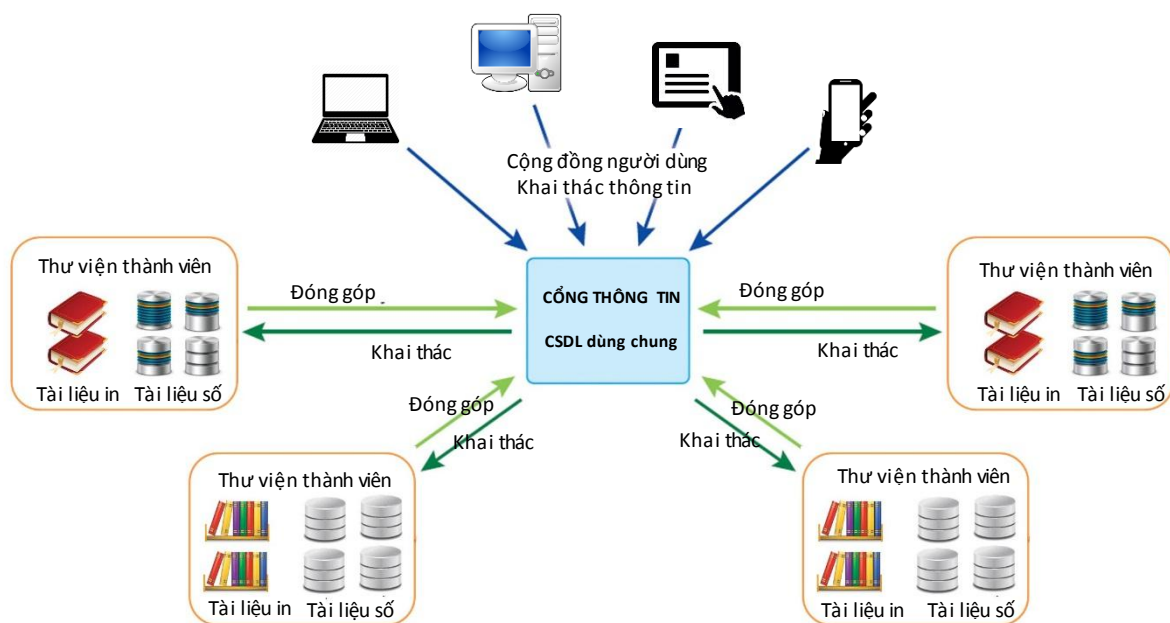 Cộng đồng người dùng
Khai thác thông tin
Thư viện thành viên
Tài liệu in Tài liệu số
Đóng góp
Khai thác
CỔNG THÔNG TIN
CSDL dùng chung
Đóng góp
Khai thác
Thư viện thành viên
Tài liệu in Tài liệu số
Đóng góp
Khai thác
Đóng góp
Khai thác
Thư viện thành viên
Tài liệu in Tài liệu số
Thư viện thành viên
Tài liệu in Tài liệu số